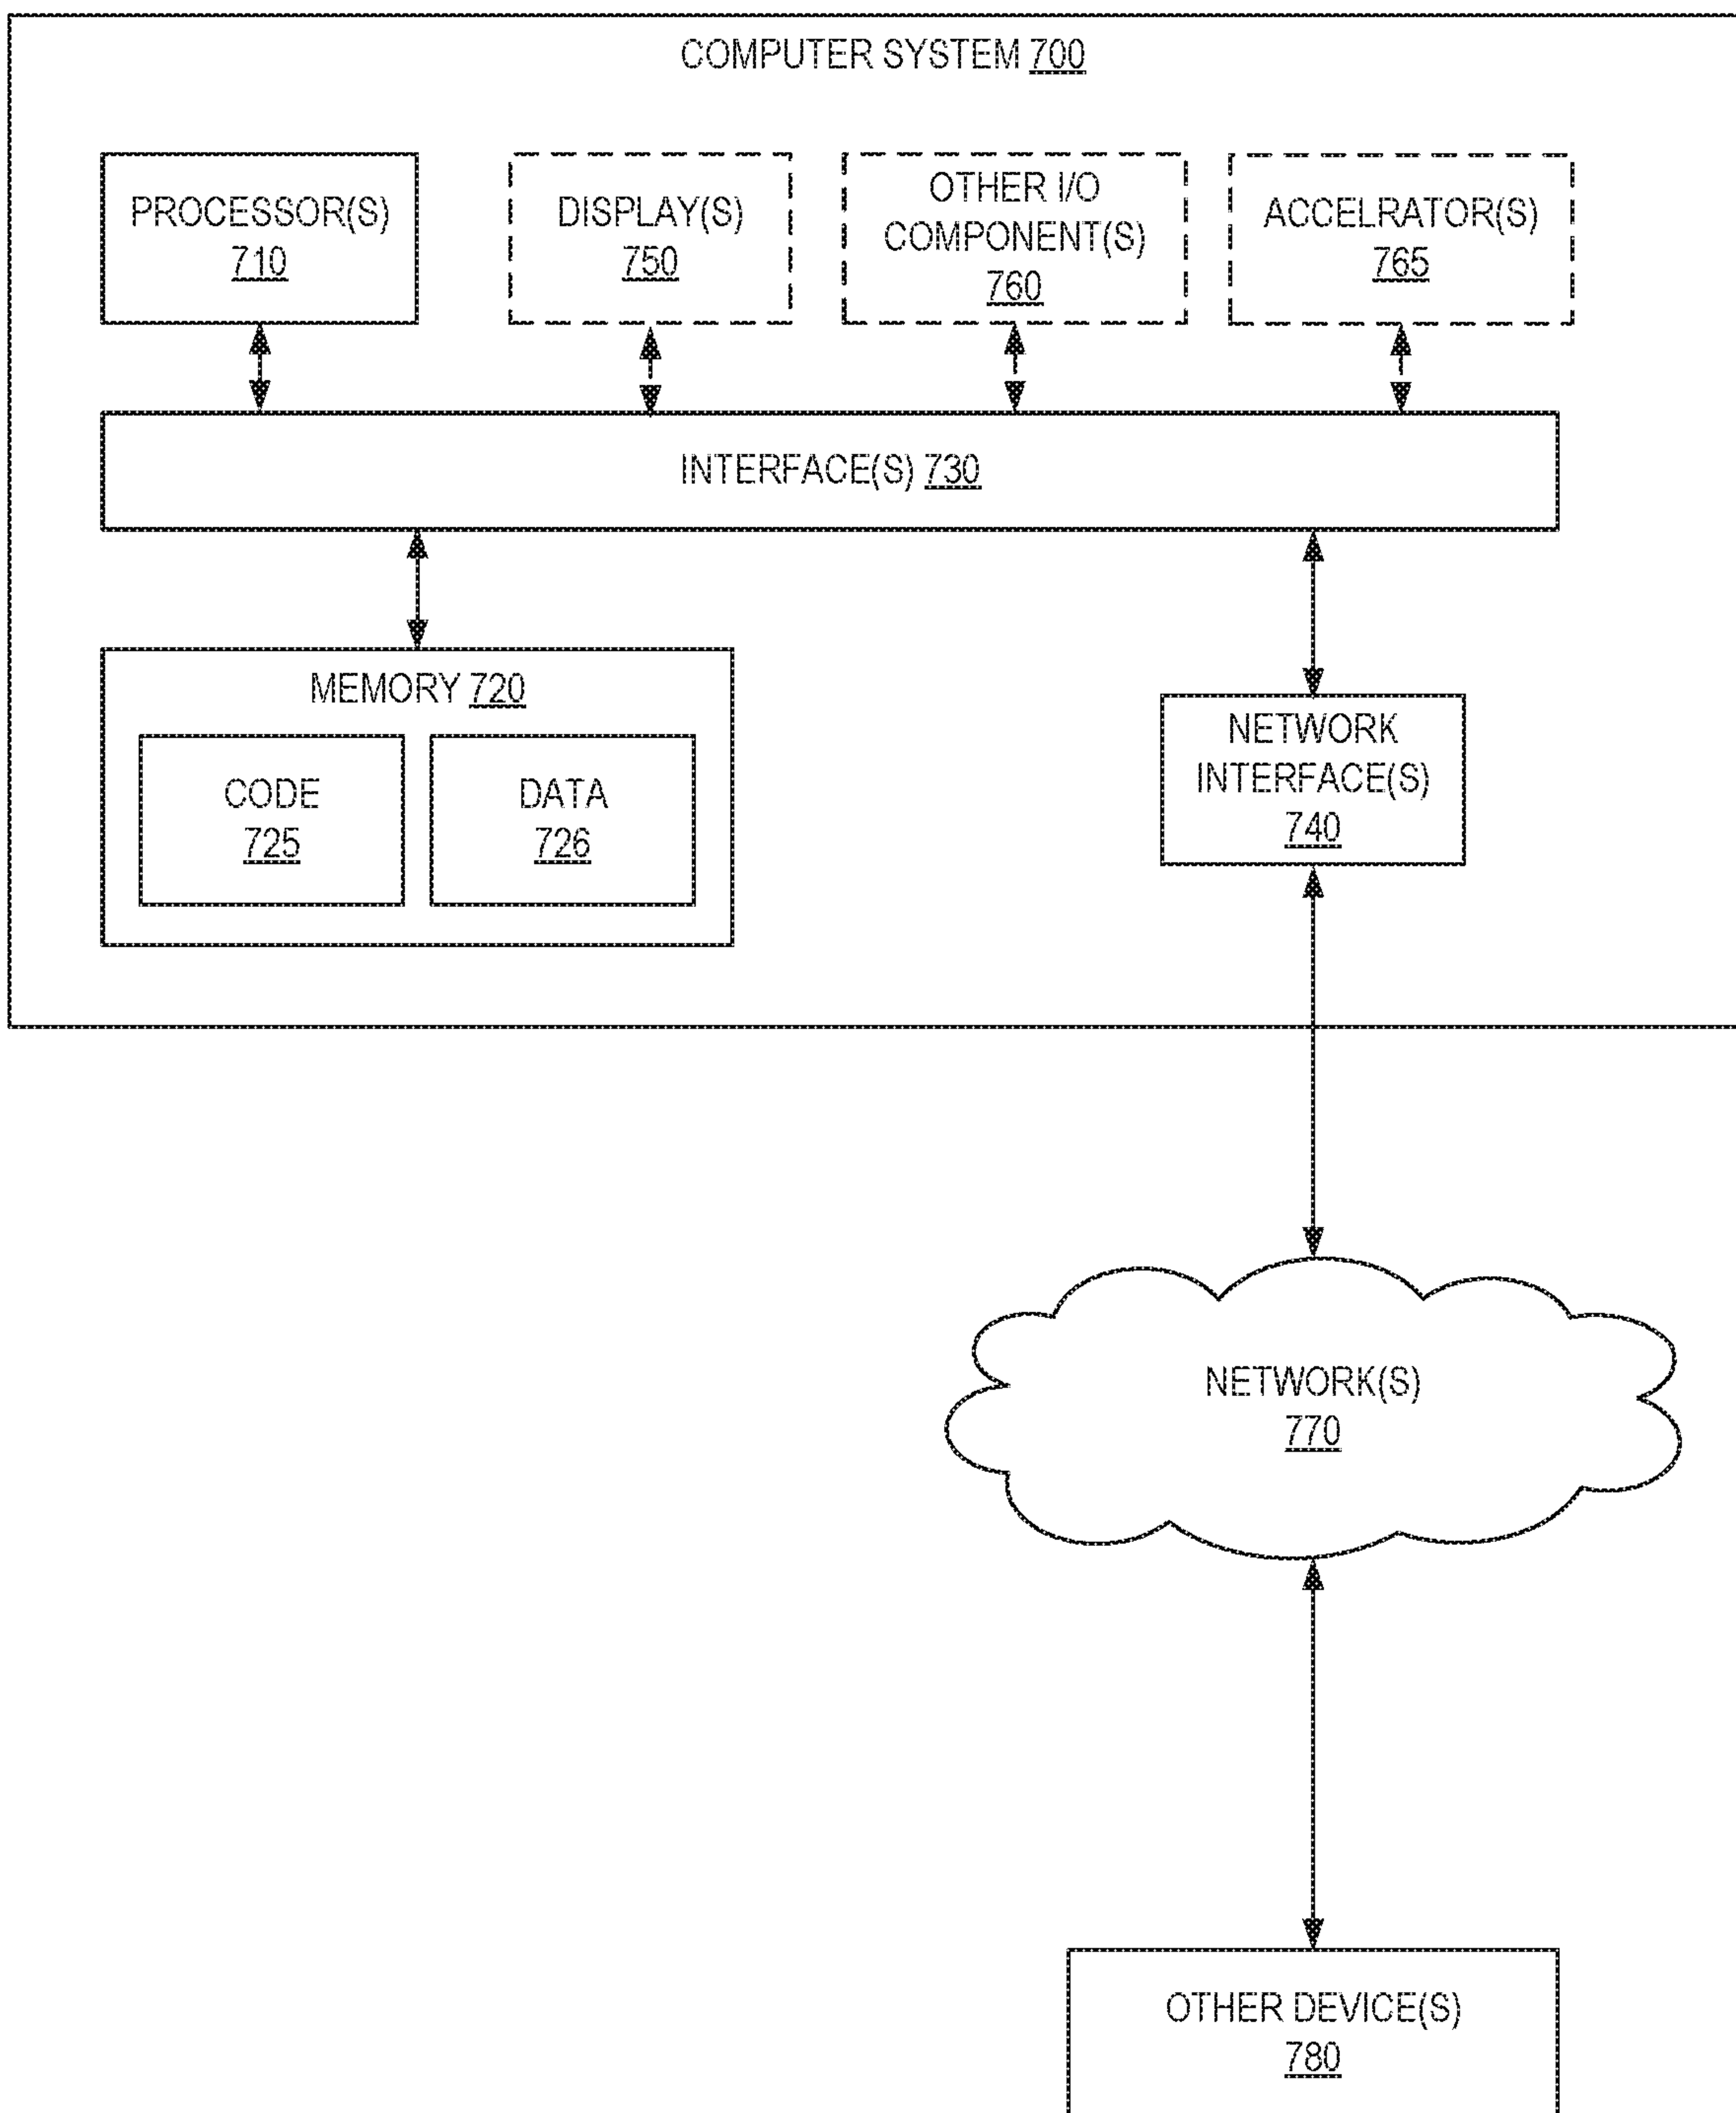 COMPUTER SYSTEM 700
PROCESSOR(S)
710
DISPLAY(S)
750
OTHER I/O
COMPONENT(S)
760
ACCELRATOR(S)
765
INTERFACE(S) 730
MEMORY 720
CODE
725
DATA
726
NETWORK
INTERFACE(S)
740
NETWORK(S)
770
OTHER DEVICE(S)
780